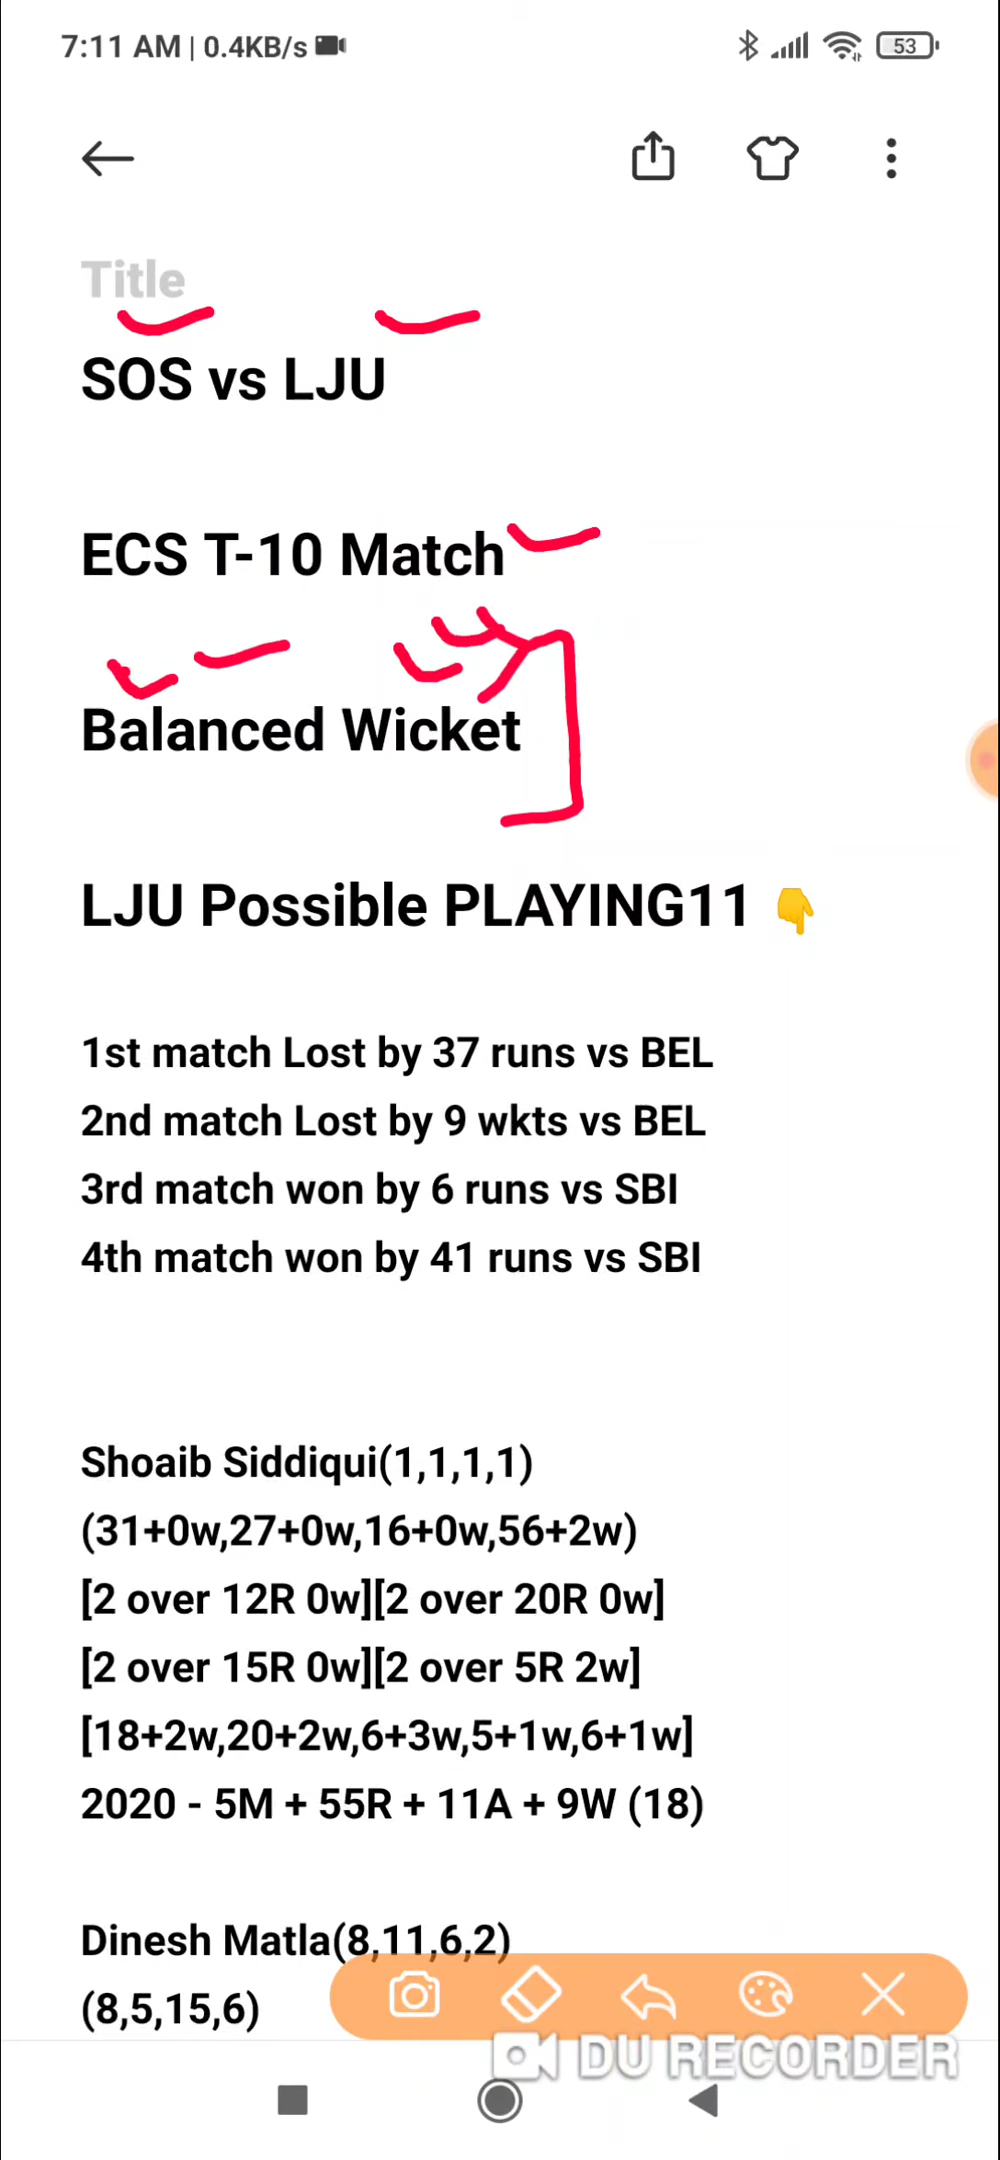 7:11 AM | 0.4KB/s
53
Title
SOS vs LJU
ECS T-10 Match
Balanced Wicket
LJU Possible PLAYING11 👇
1st match Lost by 37 runs vs BEL
2nd match Lost by 9 wkts vs BEL
3rd match won by 6 runs vs SBI
4th match won by 41 runs vs SBI
Shoaib Siddiqui(1,1,1,1)
(31+0w,27+0w,16+0w,56+2w)
[2 over 12R 0w][2 over 20R 0w]
[2 over 15R 0w][2 over 5R 2w]
[18+2w,20+2w,6+3w,5+1w,6+1w]
2020 - 5M + 55R + 11A + 9W (18)
Dinesh Matla(8,11,6,2)
(8,5,15,6)
DU RECORDER